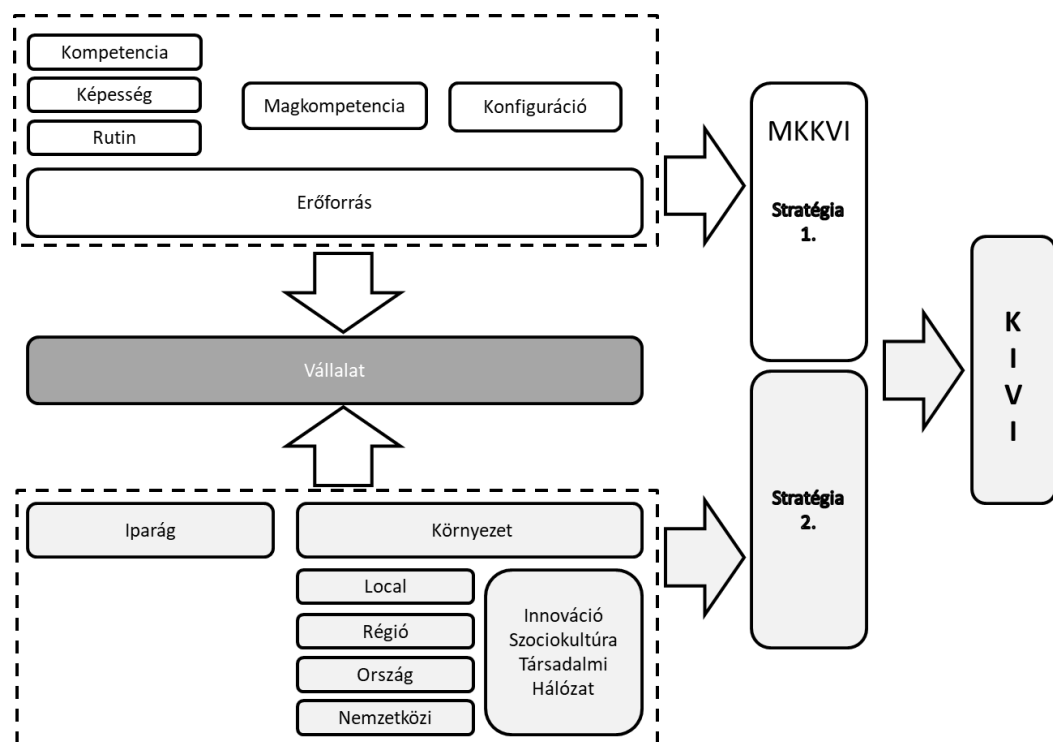 Kompetencia
Képesség
Rutin
Magkompetencia
Konfiguráció
Erőforrás
MKKVI
Stratégia
1.
Vállalat
K
I
V
I
Iparág
Környezet
Local
Régió
Ország
Nemzetközi
Innováció
Szociokultúra
Társadalmi
Hálózat
Stratégia
2.